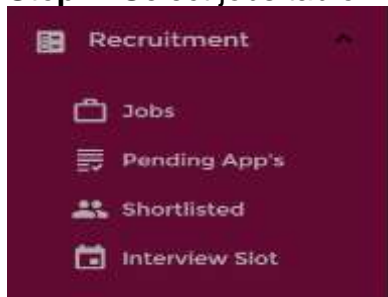 Recruitment
Jobs
Pending App's
Shortlisted
Interview Slot